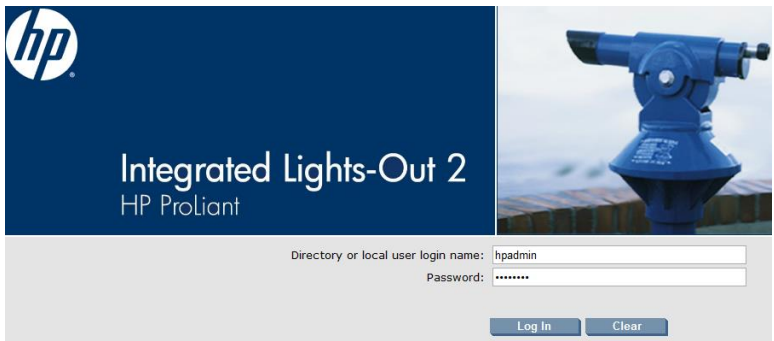 hp
Integrated Lights-Out 2
HP ProLiant
Directory or local user login name: hpadmin
Password: ••••••••
Log In Clear